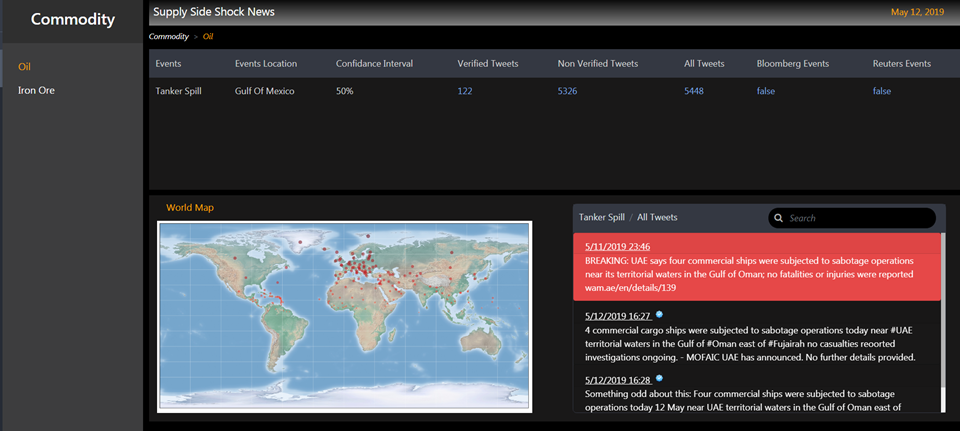 Commodity
Oil
Iron Ore
Supply Side Shock News
May 12, 2019
Commodity > Oil
Events Events Location Confidance Interval Verified Tweets Non Verified Tweets All Tweets Bloomberg Events Reuters Events
Tanker Spill Gulf Of Mexico 50% 122 5326 5448 false false
World Map
Tanker Spill / All Tweets
Search
5/11/2019 23:46
BREAKING: UAE says four commercial ships were subjected to sabotage operations
near its territorial waters in the Gulf of Oman; no fatalities or injuries were reported
wam.ae/en/details/139
5/12/2019 16:27
4 commercial cargo ships were subjected to sabotage operations today near #UAE
territorial waters in the Gulf of #Oman east of #Fujairah no casualties reoorted
investigations ongoing. - MOFAIC UAE has announced. No further details provided.
5/12/2019 16:28
Something odd about this: Four commercial ships were subjected to sabotage
operations today 12 May near UAE territorial waters in the Gulf of Oman east of